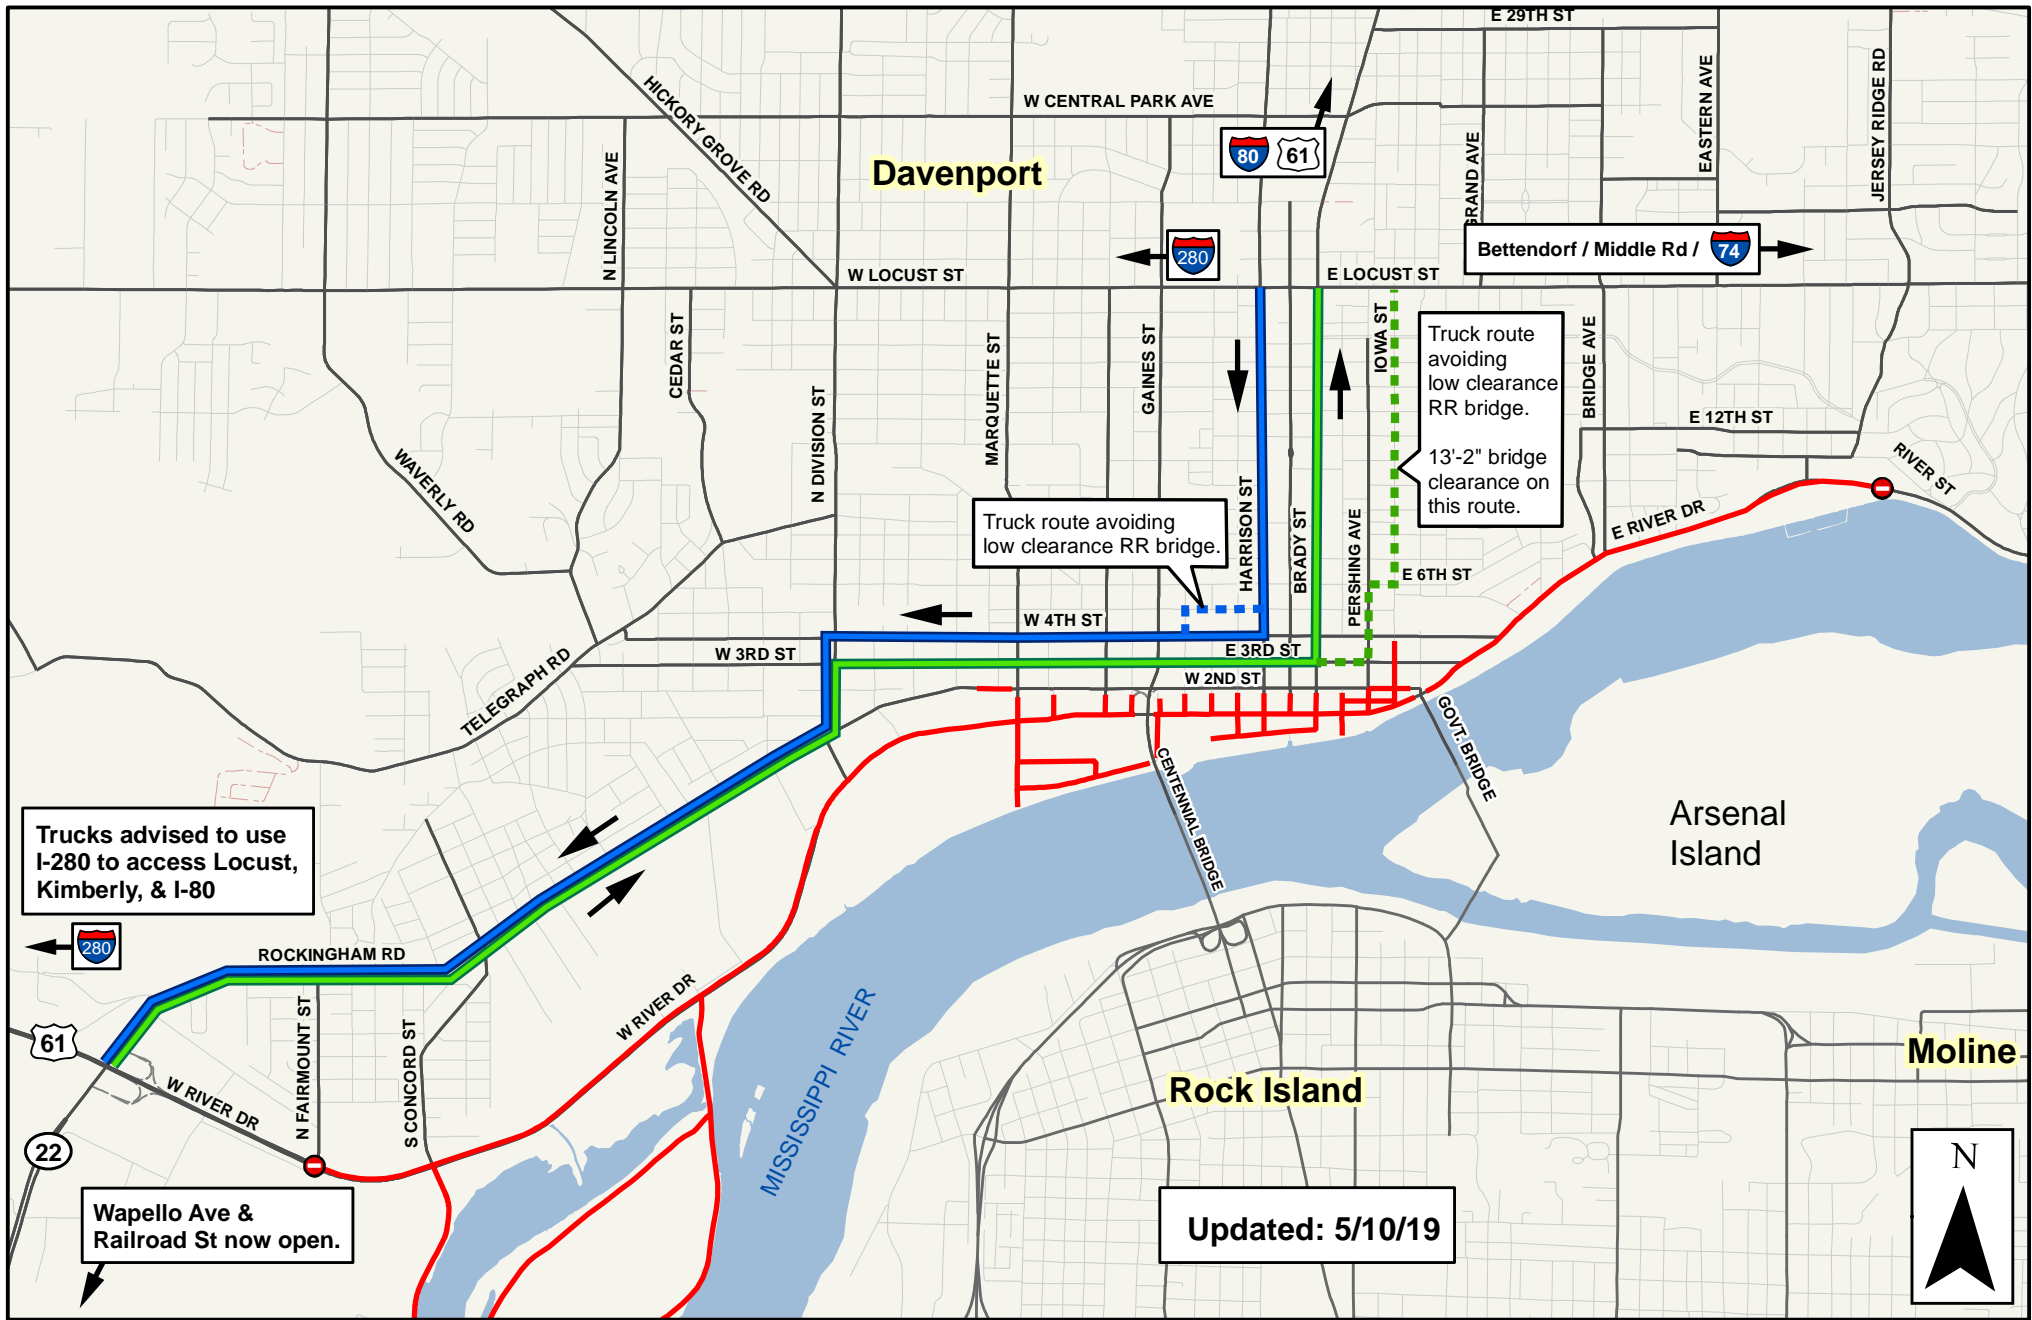 E 29TH ST
HICKORY GROVE RD
W CENTRAL PARK AVE
80
61
N LINCOLN AVE
Davenport
GRAND AVE
EASTERN AVE
JERSEY RIDGE RD
Bettendorf / Middle Rd / 74
280
W LOCUST ST
E LOCUST ST
CEDAR ST
N DIVISION ST
MARQUETTE ST
GAINES ST
HARRISON ST
BRADY ST
PERSHING AVE
IOWA ST
BRIDGE AVE
Truck route
avoiding
low clearance
RR bridge.
13'-2" bridge
clearance on
this route.
E 12TH ST
RIVER ST
E RIVER DR
WAVERLY RD
Truck route avoiding
low clearance RR bridge.
E 6TH ST
W 4TH ST
W 3RD ST
E 3RD ST
W 2ND ST
TELEGRAPH RD
GOVT. BRIDGE
CENTENNIAL BRIDGE
Arsenal
Island
Trucks advised to use
I-280 to access Locust,
Kimberly, & I-80
280
ROCKINGHAM RD
W RIVER DR
61
W RIVER DR
N FAIRMOUNT ST
S CONCORD ST
22
MISSISSIPPI RIVER
Rock Island
Moline
Wapello Ave &
Railroad St now open.
Updated: 5/10/19
N